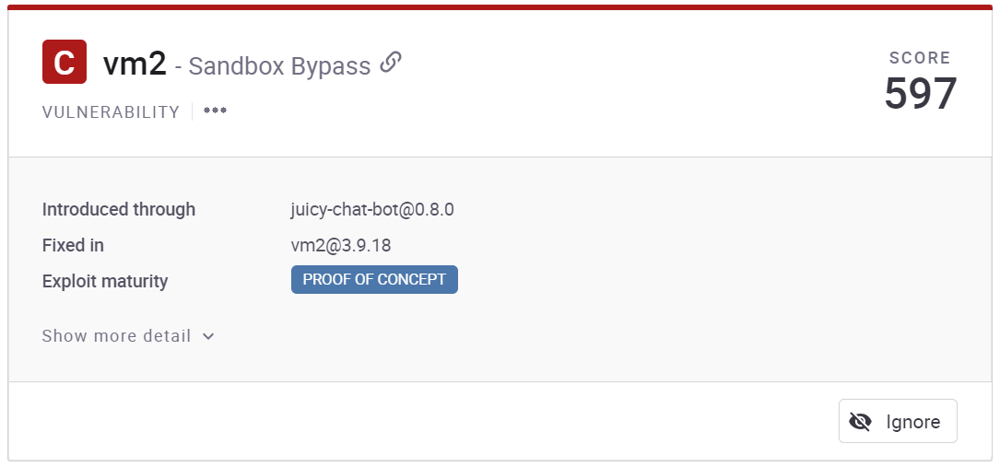 C vm2 - Sandbox Bypass
SCORE
597
VULNERABILITY
Introduced through juicy-chat-bot@0.8.0
Fixed in vm2@3.9.18
Exploit maturity PROOF OF CONCEPT
Show more detail
Ignore